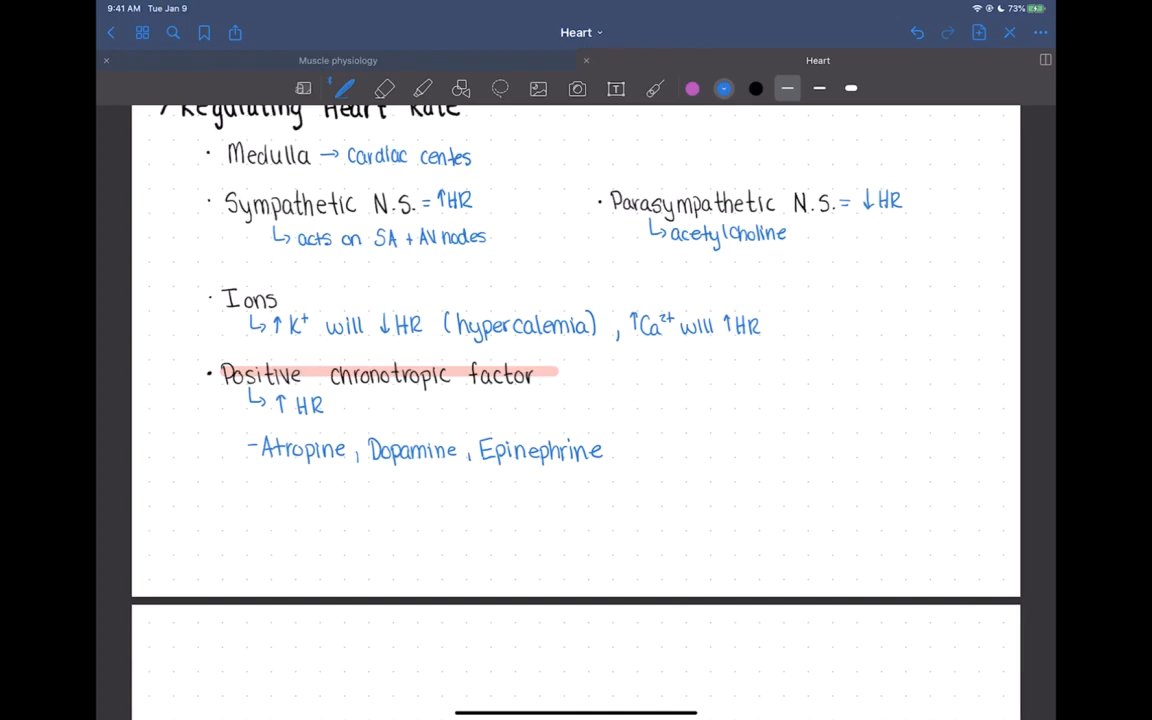 9:41 AM Tue Jan 9
73%
Heart
Muscle physiology
Heart
Regulating Heart Rate
· Medulla → Cardiac centes
· Sympathetic N.S. = ↑HR
↳ acts on SA + AV nodes
· Parasympathetic N.S. = ↓ HR
↳ acetylcholine
· Ions
↳ ↑ K⁺ will ↓ HR (hypercalemia) , ↑Ca²⁺ will ↑ HR
· Positive chronotropic factor
↳ ↑ HR
- Atropine , Dopamine , Epinephrine